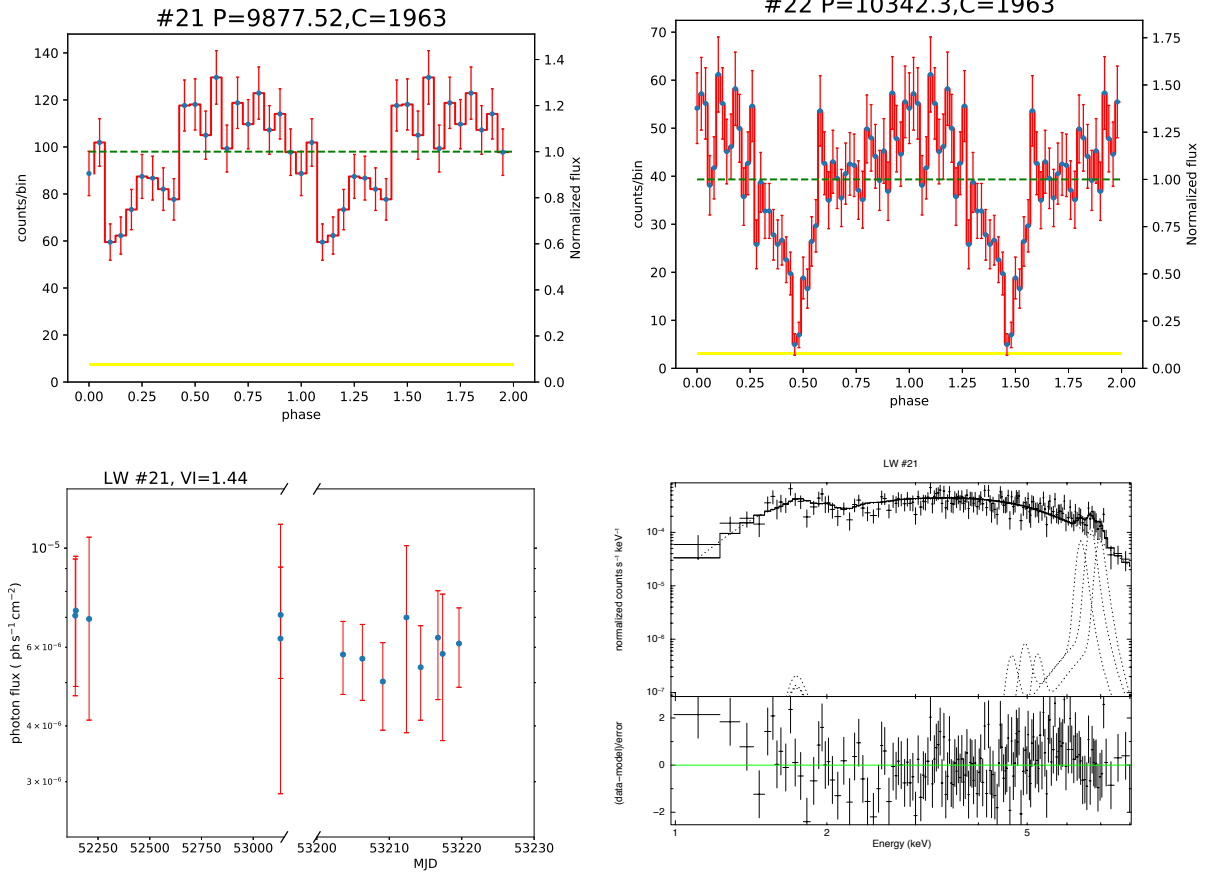 #21 P=9877.52,C=1963
140
120
100
80
60
40
20
0
counts/bin
1.4
1.2
1.0
0.8
0.6
0.4
0.2
0.0
Normalized flux
0.00 0.25 0.50 0.75 1.00 1.25 1.50 1.75 2.00
phase
#22 P=10342.3,C=1963
70
60
50
40
30
20
10
0
counts/bin
1.75
1.50
1.25
1.00
0.75
0.50
0.25
0.00
Normalized flux
0.00 0.25 0.50 0.75 1.00 1.25 1.50 1.75 2.00
phase
LW #21, VI=1.44
10⁻⁵
6 × 10⁻⁶
4 × 10⁻⁶
3 × 10⁻⁶
photon flux ( ph s⁻¹ cm⁻²)
52250 52500 52750 53000 53200 53210 53220 53230
MJD
LW #21
10⁻⁴
10⁻⁵
10⁻⁶
10⁻⁷
normalized counts s⁻¹ keV⁻¹
2
0
−2
(data−model)/error
1 2 5
Energy (keV)